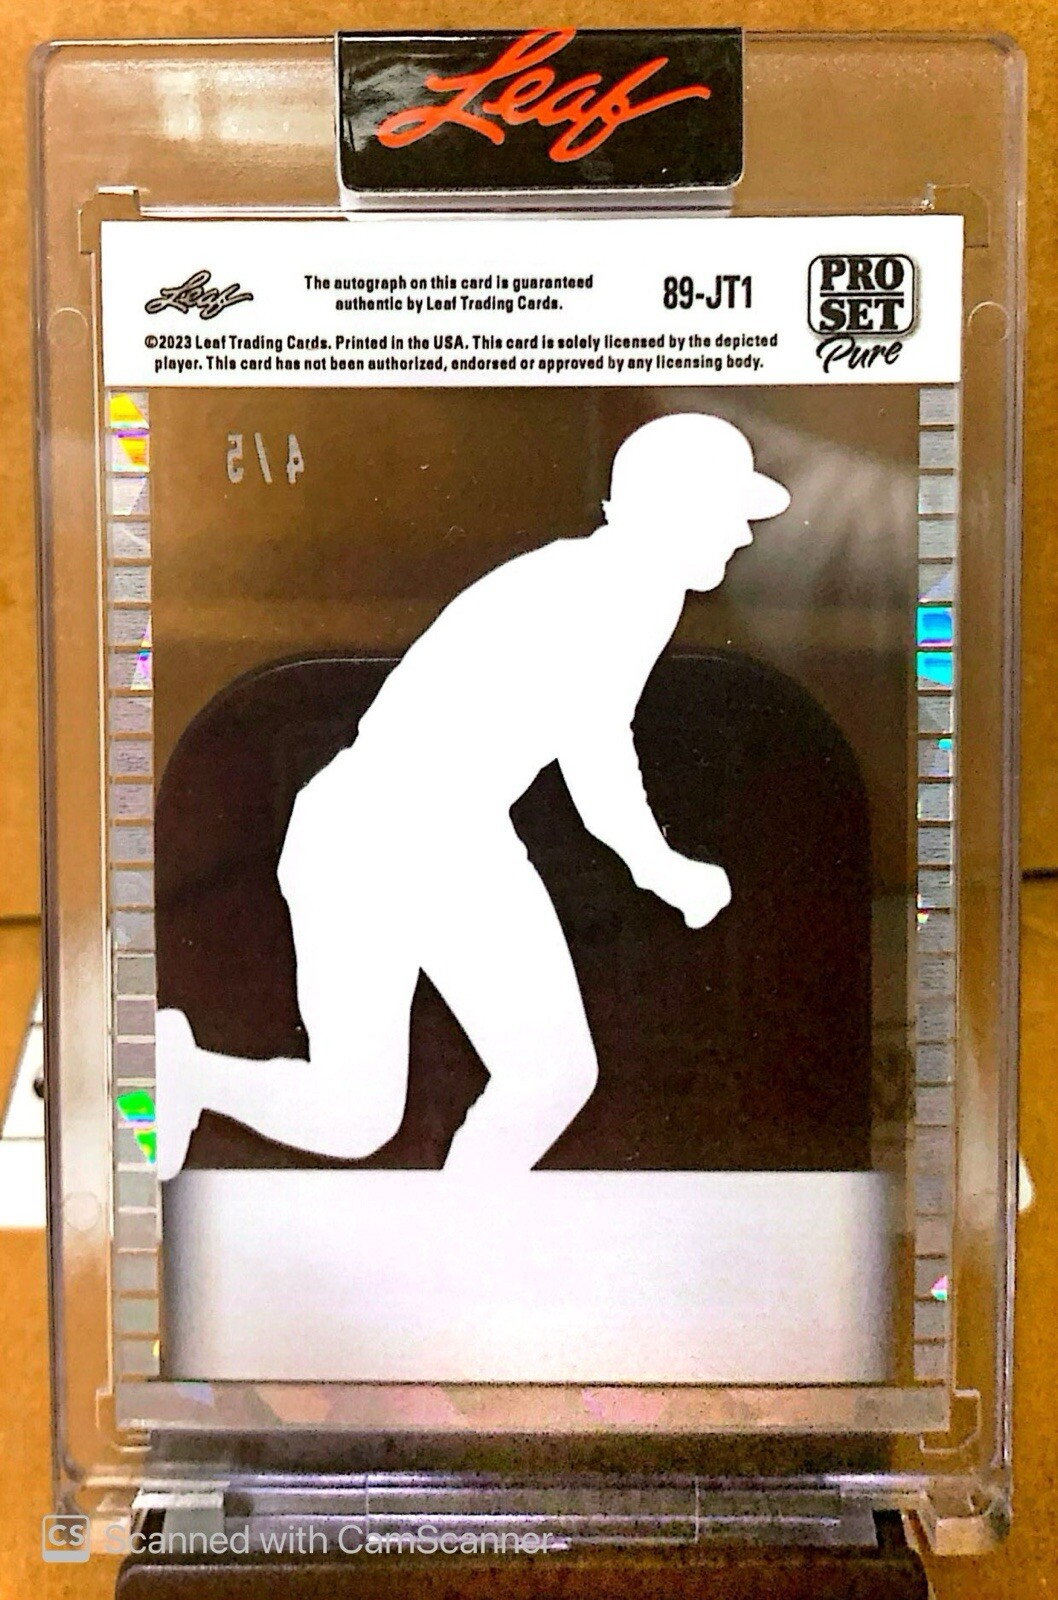 Leaf
Leaf
The autograph on this card is guaranteed
authentic by Leaf Trading Cards.
89-JT1
PRO
SET
Pure
©2023 Leaf Trading Cards. Printed in the USA. This card is solely licensed by the depicted
player. This card has not been authorized, endorsed or approved by any licensing body.
4/5
CS Scanned with CamScanner